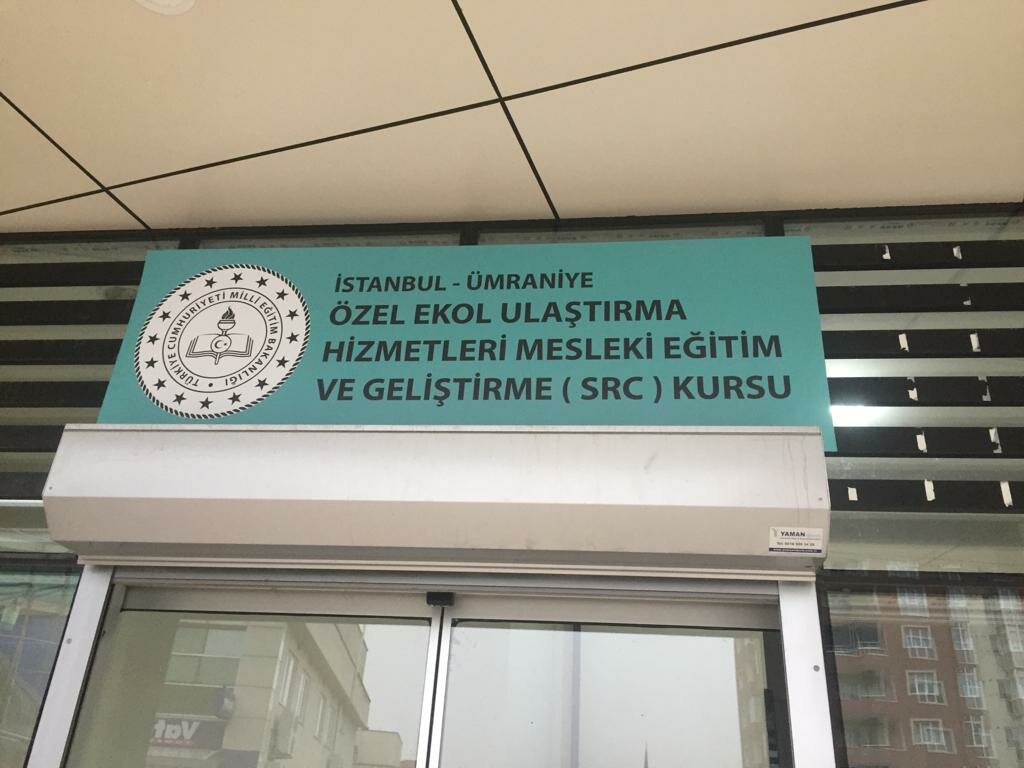 İSTANBUL - ÜMRANİYE
ÖZEL EKOL ULAŞTIRMA
HİZMETLERİ MESLEKİ EĞİTİM
VE GELİŞTİRME ( SRC ) KURSU
TÜRKİYE CUMHURİYETİ MİLLİ EĞİTİM BAKANLIĞI
YAMAN
Vat